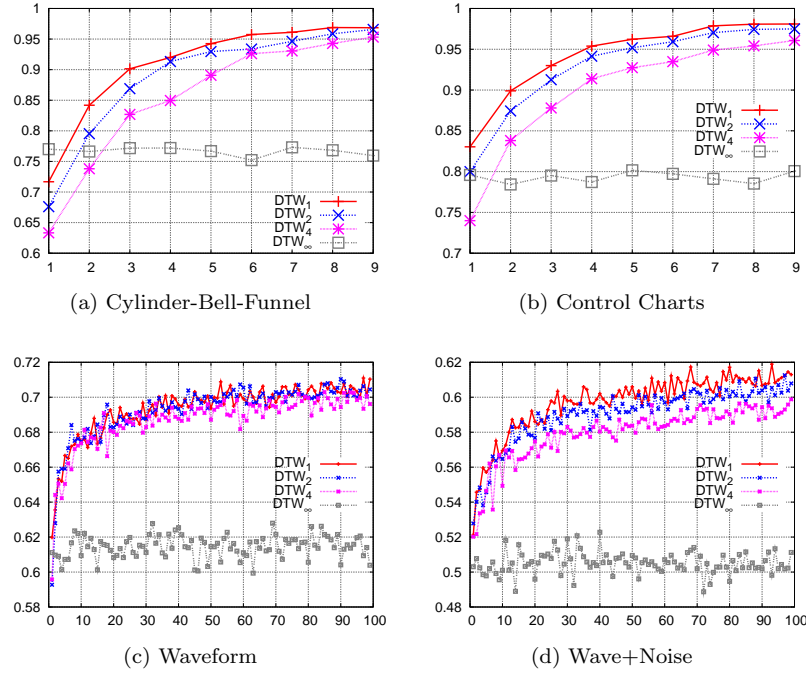 1
0.95
0.9
0.85
0.8
0.75
0.7
0.65
0.6
1 2 3 4 5 6 7 8 9
DTW1
DTW2
DTW4
DTW∞
(a) Cylinder-Bell-Funnel
1
0.95
0.9
0.85
0.8
0.75
0.7
1 2 3 4 5 6 7 8 9
DTW1
DTW2
DTW4
DTW∞
(b) Control Charts
0.72
0.7
0.68
0.66
0.64
0.62
0.6
0.58
0 10 20 30 40 50 60 70 80 90 100
DTW1
DTW2
DTW4
DTW∞
(c) Waveform
0.62
0.6
0.58
0.56
0.54
0.52
0.5
0.48
0 10 20 30 40 50 60 70 80 90 100
DTW1
DTW2
DTW4
DTW∞
(d) Wave+Noise